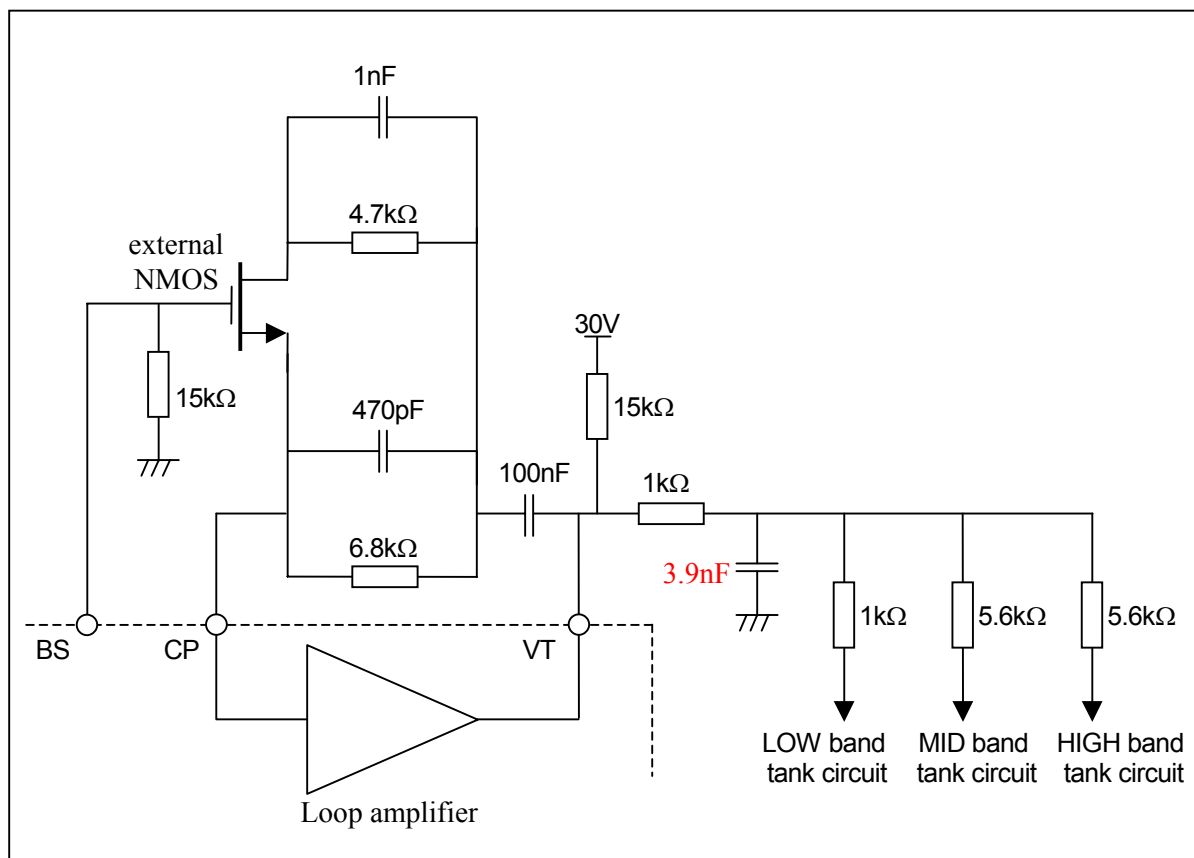 1nF
4.7kΩ
external
NMOS
30V
15kΩ
15kΩ
470pF
100nF
1kΩ
6.8kΩ
3.9nF
1kΩ
5.6kΩ
5.6kΩ
BS
CP
VT
LOW band
tank circuit
MID band
tank circuit
HIGH band
tank circuit
Loop amplifier